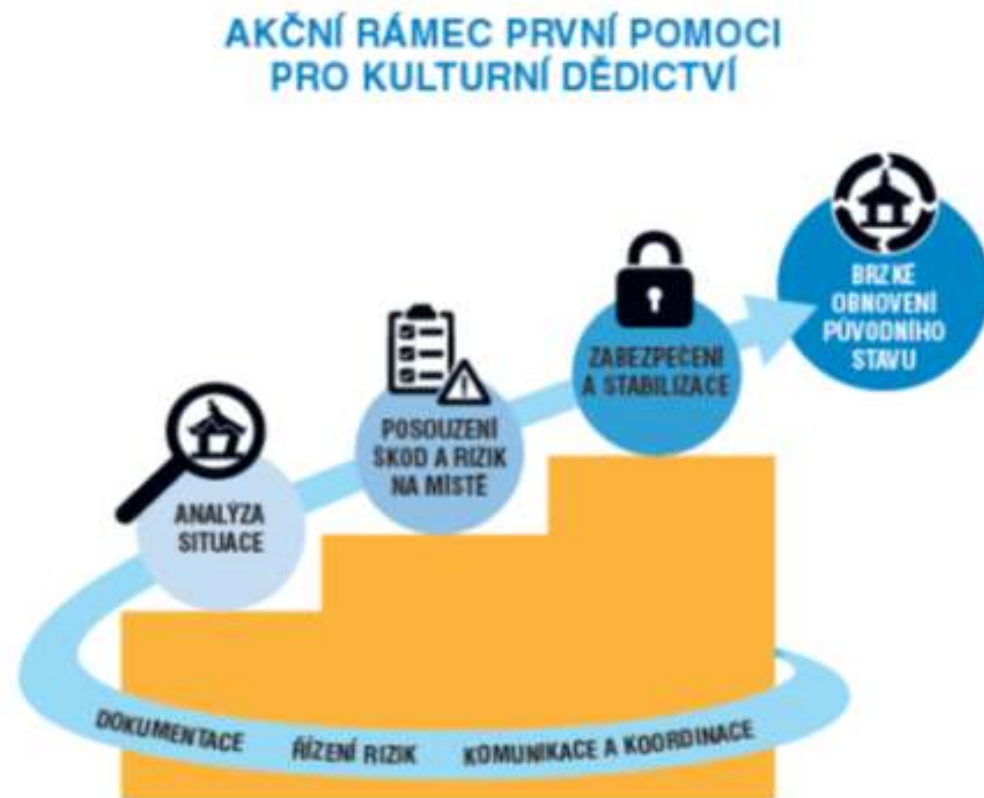 AKČNÍ RÁMEC PRVNÍ POMOCI
PRO KULTURNÍ DĚDICTVÍ
ANALÝZA
SITUACE
POSOUZENÍ
ŠKOD A RIZIK
NA MÍSTĚ
ZABEZPEČENÍ
A STABILIZACE
BRZKÉ
OBNOVENÍ
PŮVODNÍHO
STAVU
DOKUMENTACE
ŘÍZENÍ RIZIK
KOMUNIKACE A KOORDINACE